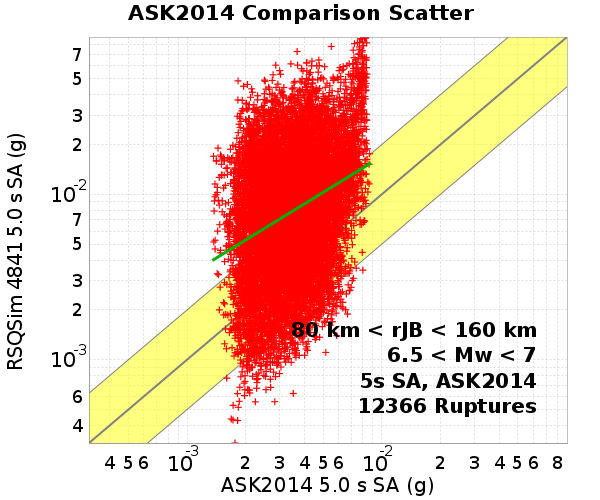 ASK2014 Comparison Scatter
RSQSim 4841 5.0 s SA (g)
7
5
3
2
10-2
7
5
3
2
10-3
6
4
80 km < rJB < 160 km
6.5 < Mw < 7
5s SA, ASK2014
12366 Ruptures
4 5 6 10-3 2 3 4 5 6 10-2 2 3 4 5 6 8
ASK2014 5.0 s SA (g)